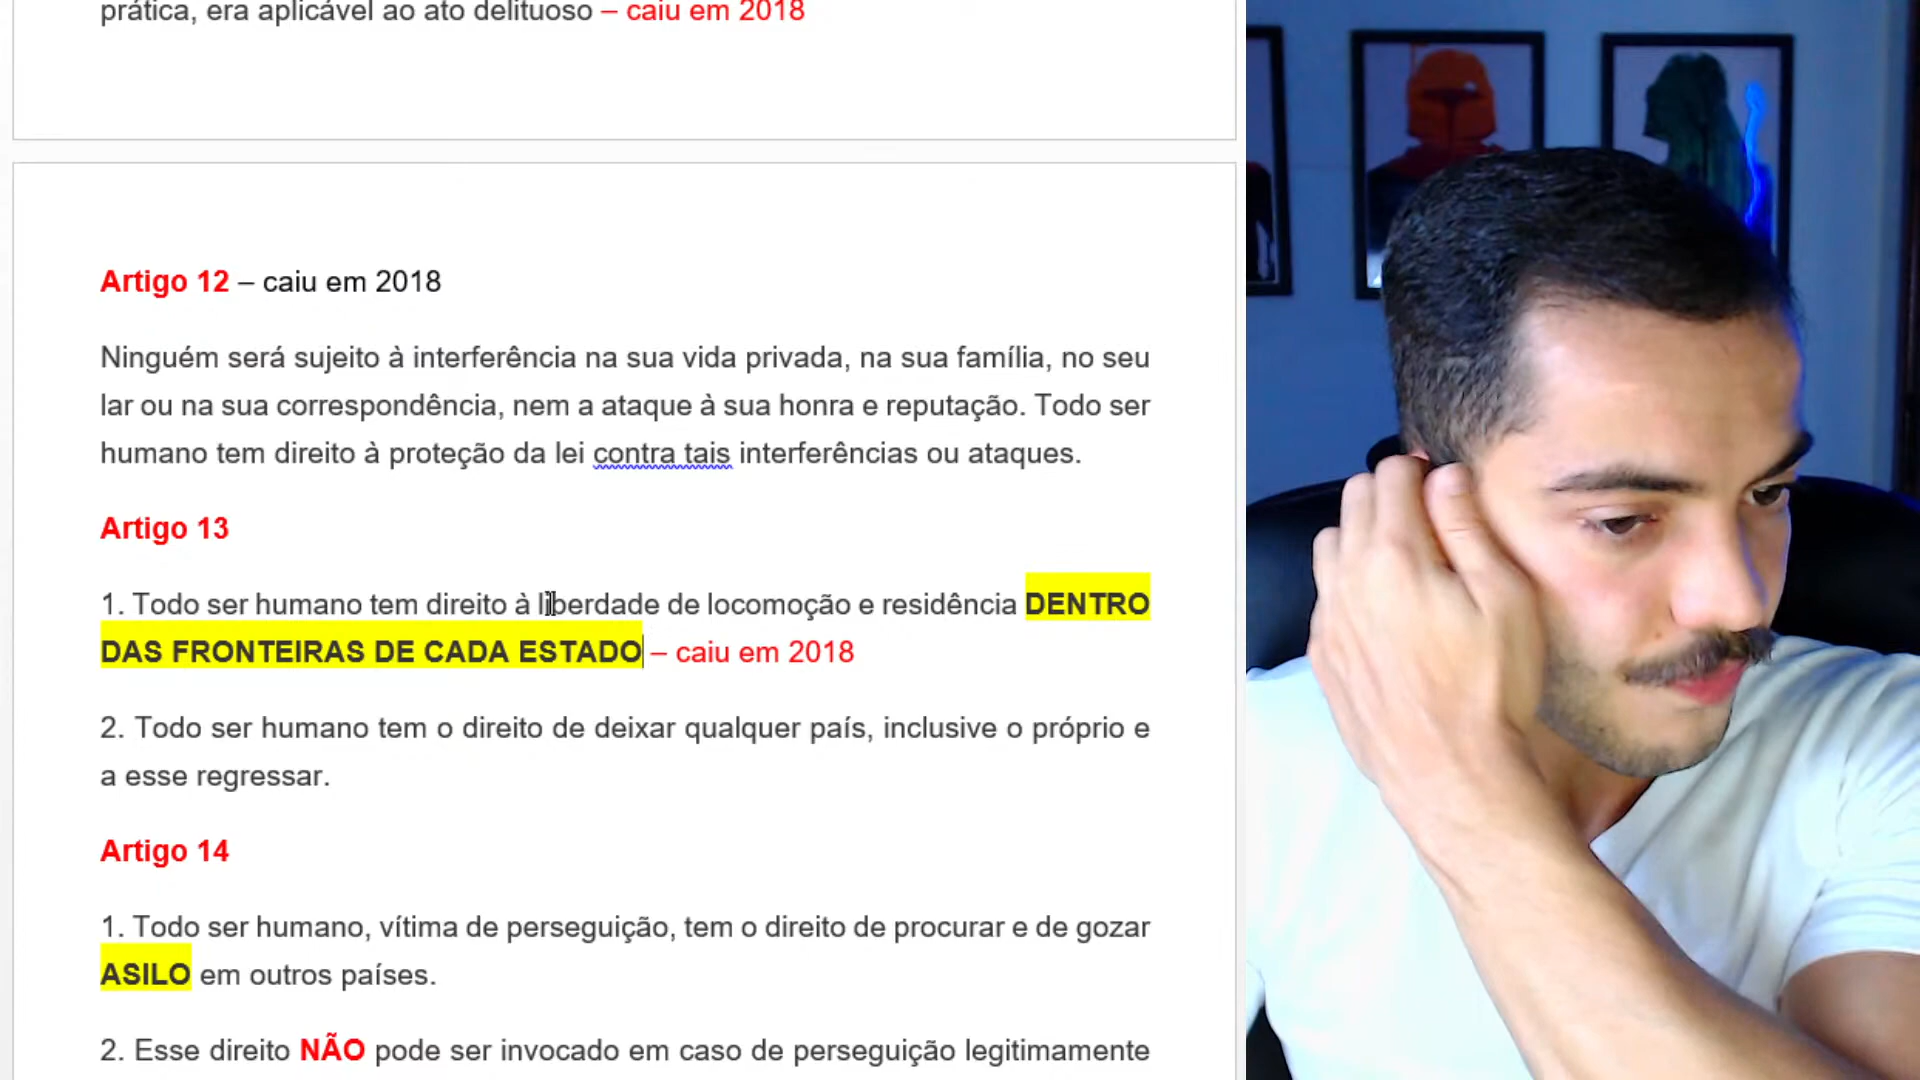 prática, era aplicável ao ato delituoso – caiu em 2018
Artigo 12 – caiu em 2018
Ninguém será sujeito à interferência na sua vida privada, na sua família, no seu
lar ou na sua correspondência, nem a ataque à sua honra e reputação. Todo ser
humano tem direito à proteção da lei contra tais interferências ou ataques.
Artigo 13
1. Todo ser humano tem direito à liberdade de locomoção e residência DENTRO
DAS FRONTEIRAS DE CADA ESTADO – caiu em 2018
2. Todo ser humano tem o direito de deixar qualquer país, inclusive o próprio e
a esse regressar.
Artigo 14
1. Todo ser humano, vítima de perseguição, tem o direito de procurar e de gozar
ASILO em outros países.
2. Esse direito NÃO pode ser invocado em caso de perseguição legitimamente